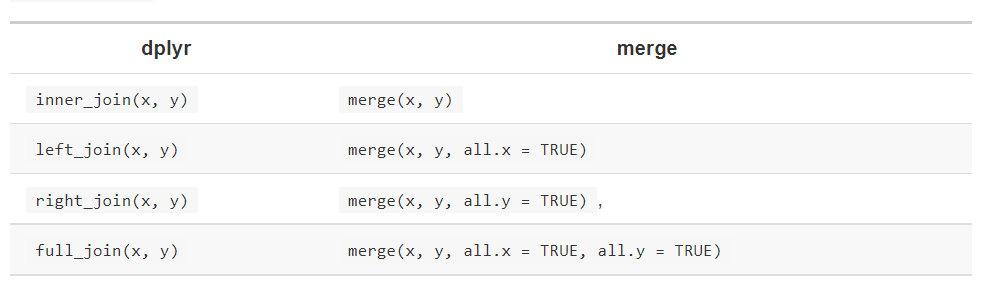 dplyr merge
inner_join(x, y) merge(x, y)
left_join(x, y) merge(x, y, all.x = TRUE)
right_join(x, y) merge(x, y, all.y = TRUE) ,
full_join(x, y) merge(x, y, all.x = TRUE, all.y = TRUE)